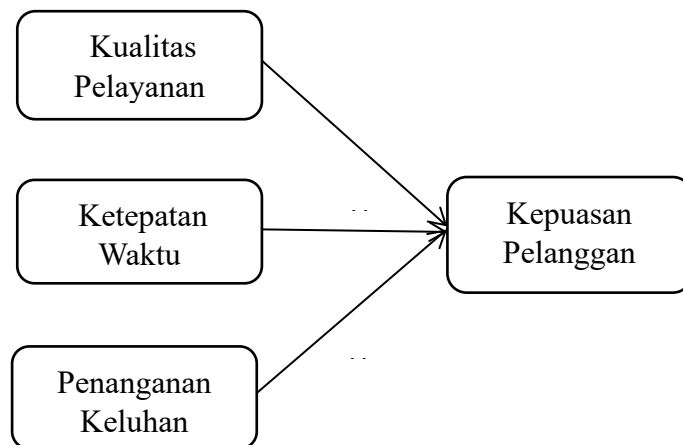 Kualitas
Pelayanan
Ketepatan
Waktu
Kepuasan
Pelanggan
Penanganan
Keluhan